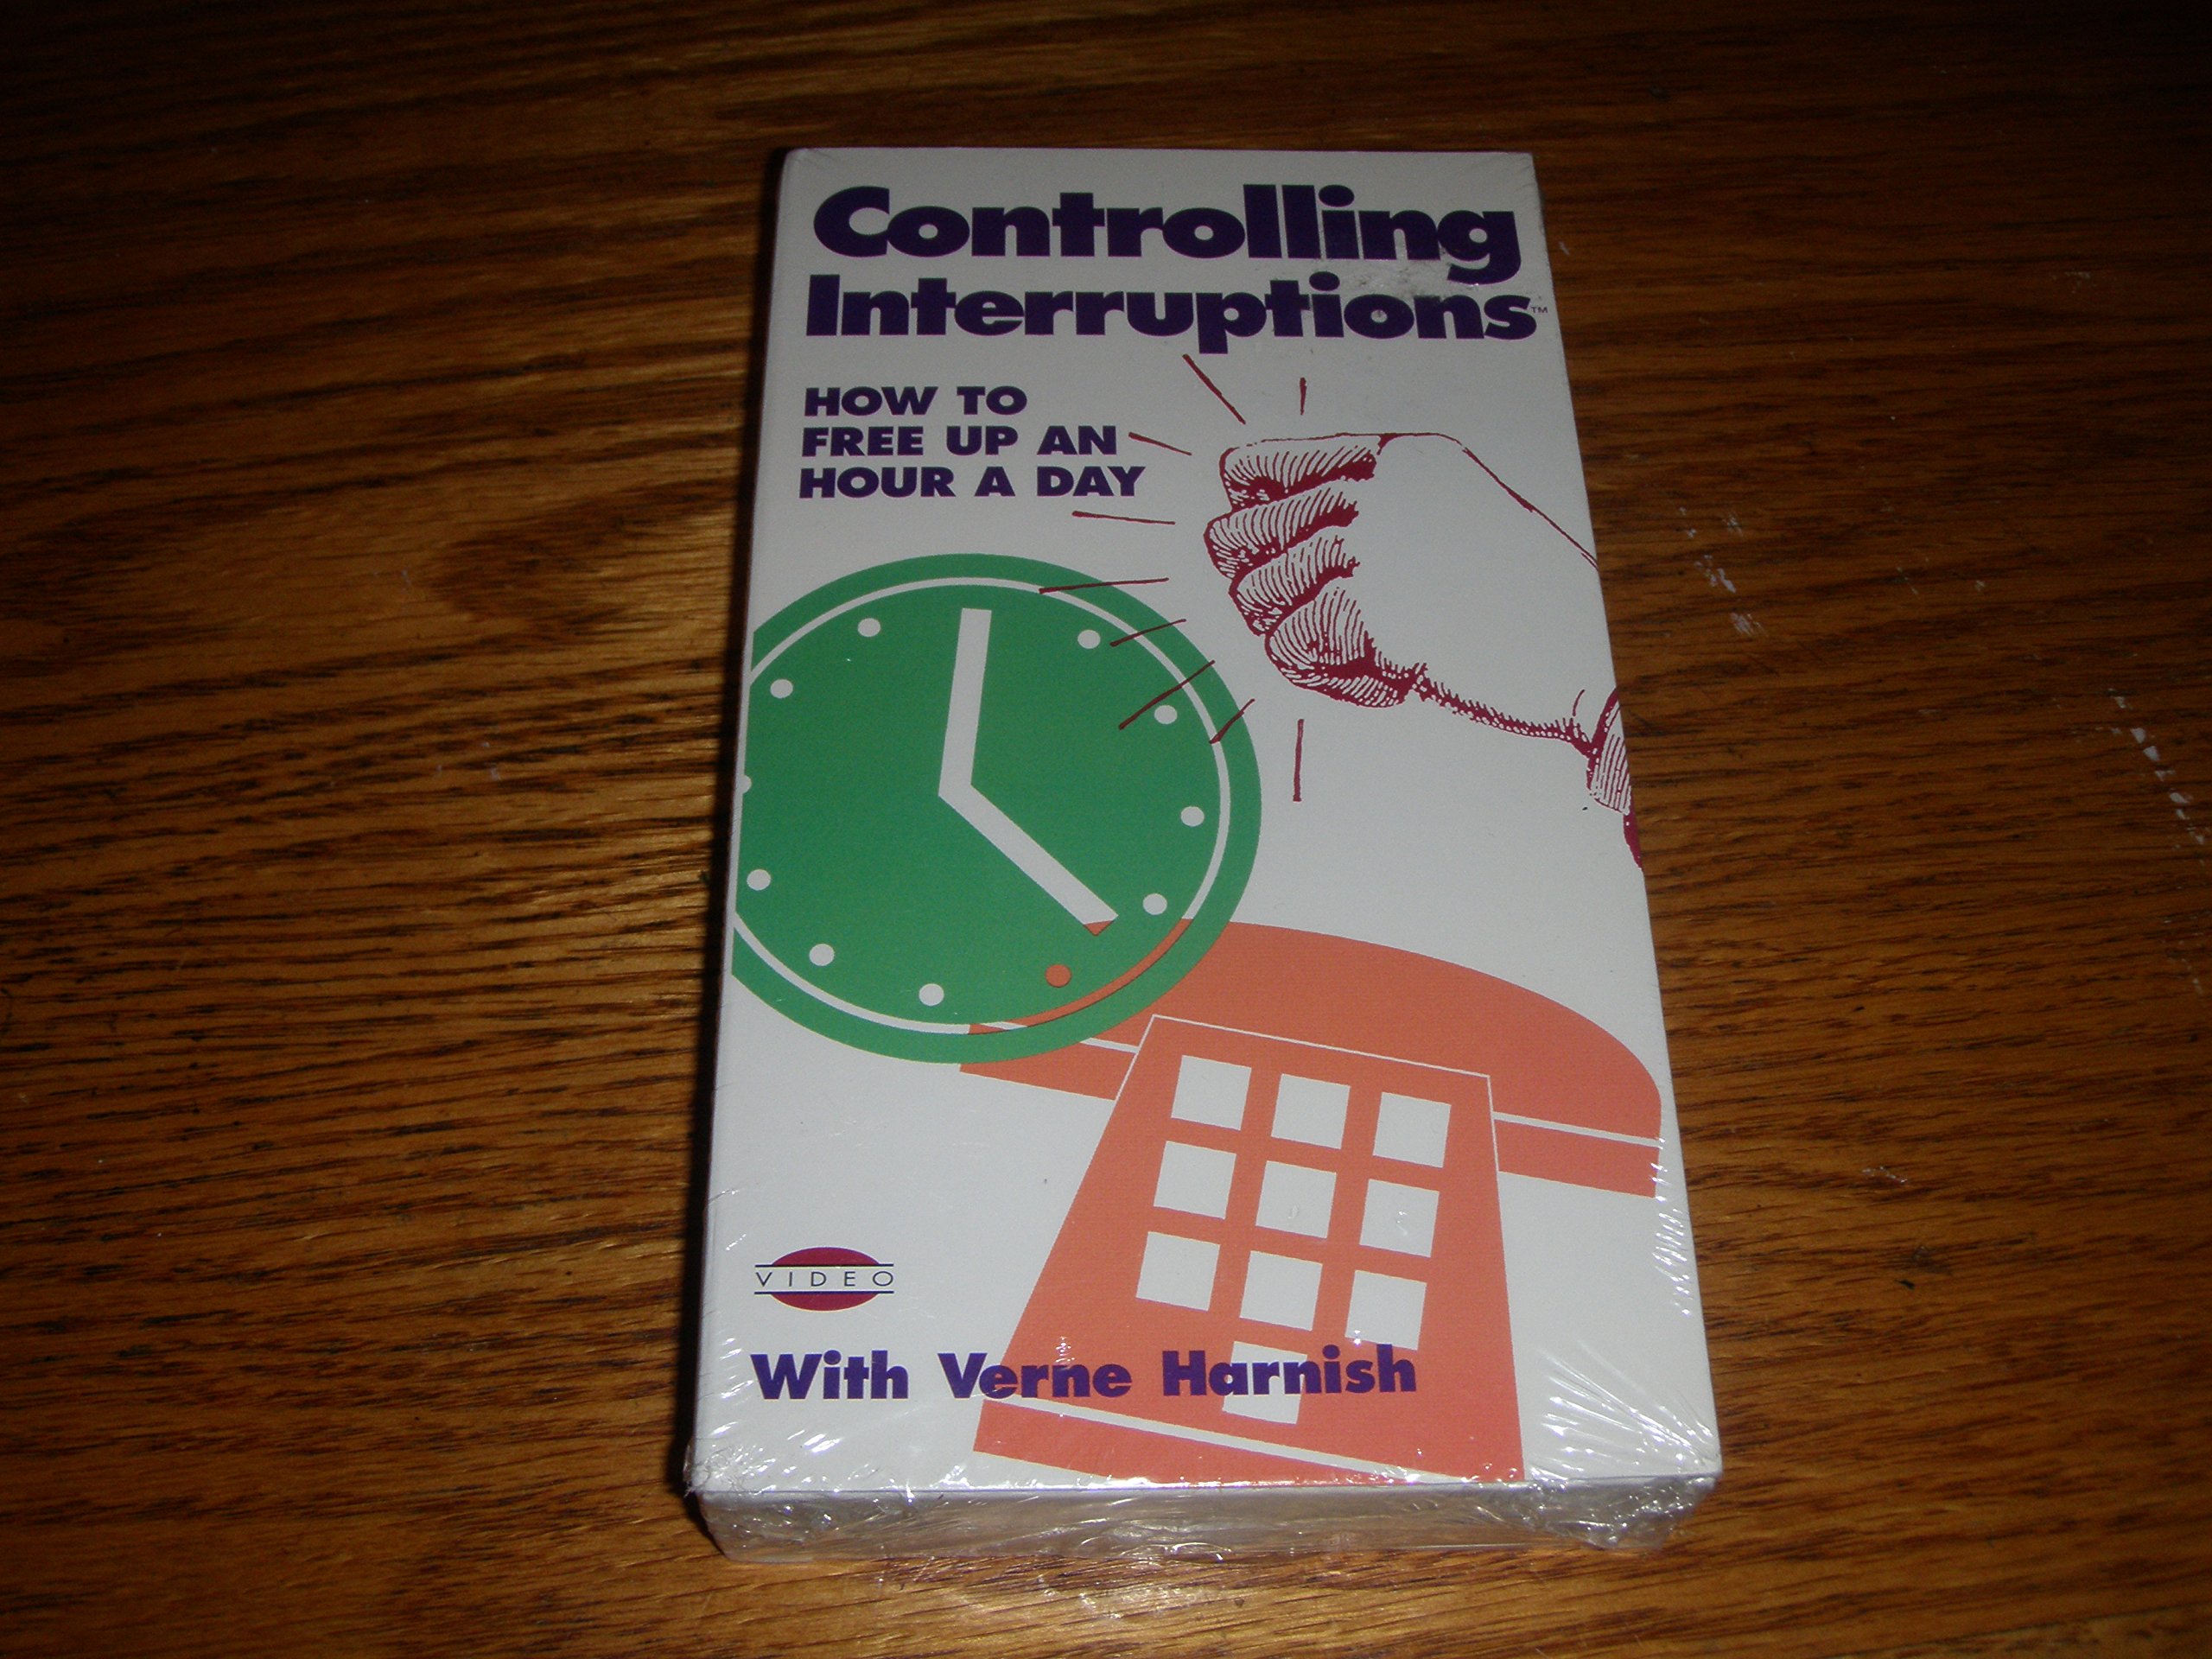 Controlling
Interruptions™
HOW TO
FREE UP AN
HOUR A DAY
VIDEO
With Verne Harnish